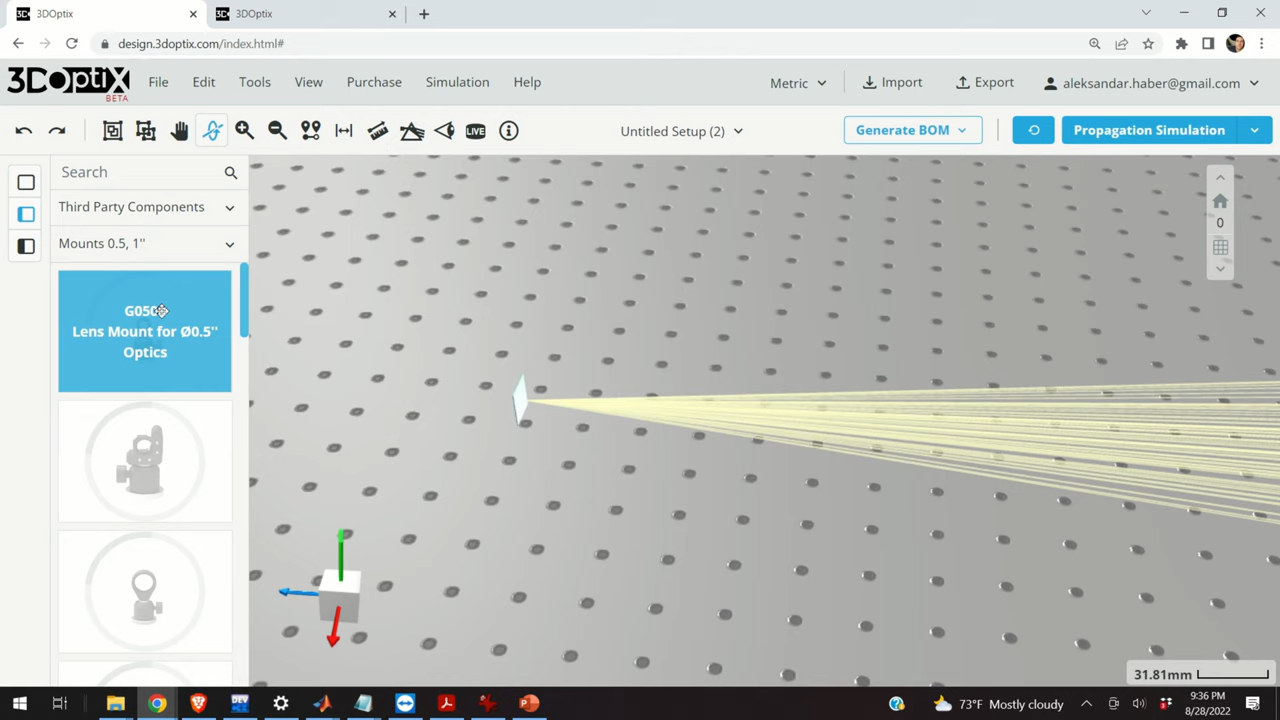 3DOptix
3DOptix
design.3doptix.com/index.html#
3DOptiX
BETA
File
Edit
Tools
View
Purchase
Simulation
Help
Metric
Import
Export
aleksandar.haber@gmail.com
LIVE
Untitled Setup (2)
Generate BOM
Propagation Simulation
Search
Third Party Components
Mounts 0.5, 1''
0
Lens Mount for Ø0.5''
Optics
31.81mm
DEV
73°F Mostly cloudy
9:36 PM
8/28/2022